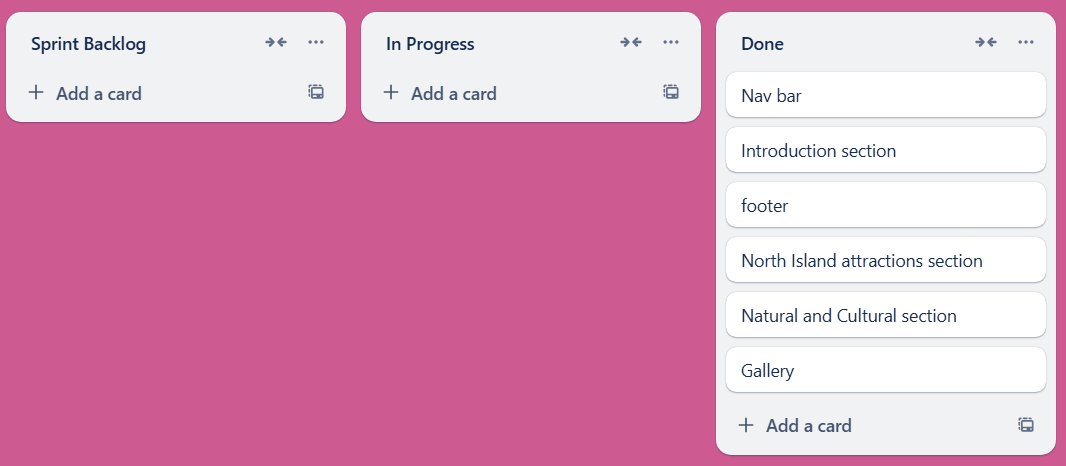 Sprint Backlog
Add a card
In Progress
Add a card
Done
Nav bar
Introduction section
footer
North Island attractions section
Natural and Cultural section
Gallery
Add a card